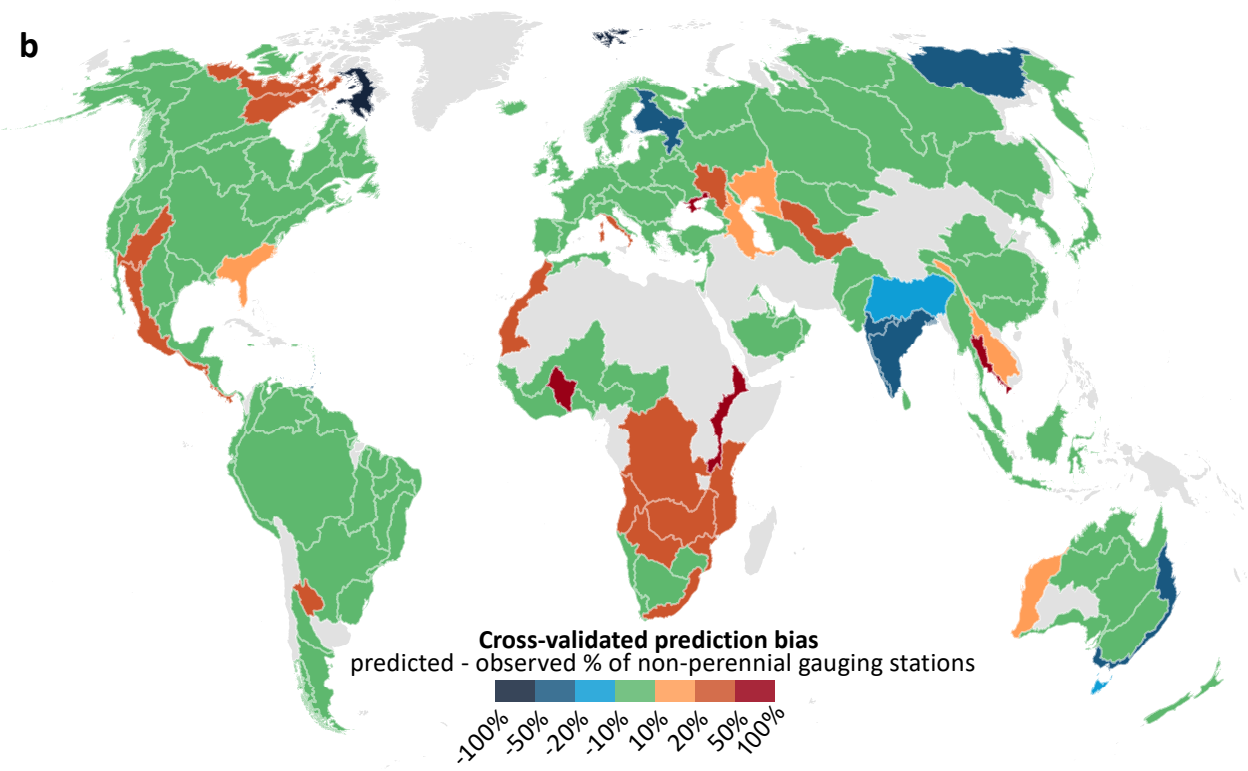 b
Cross-validated prediction bias
predicted - observed % of non-perennial gauging stations
-100%
-50%
-20%
-10%
10%
20%
50%
100%